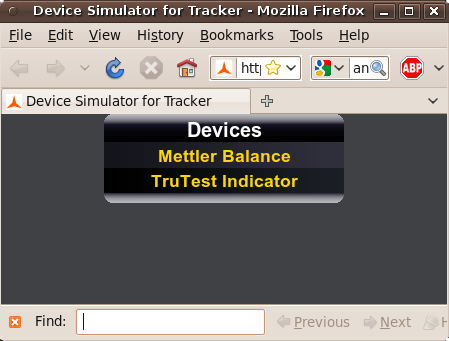 Device Simulator for Tracker - Mozilla Firefox
File Edit View History Bookmarks Tools Help
http an ABP
Device Simulator for Tracker
Devices
Mettler Balance
TruTest Indicator
Find: Previous Next H